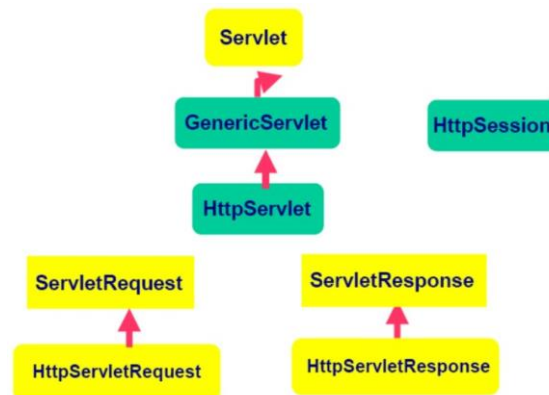 Servlet
GenericServlet
HttpSession
HttpServlet
ServletRequest
ServletResponse
HttpServletRequest
HttpServletResponse